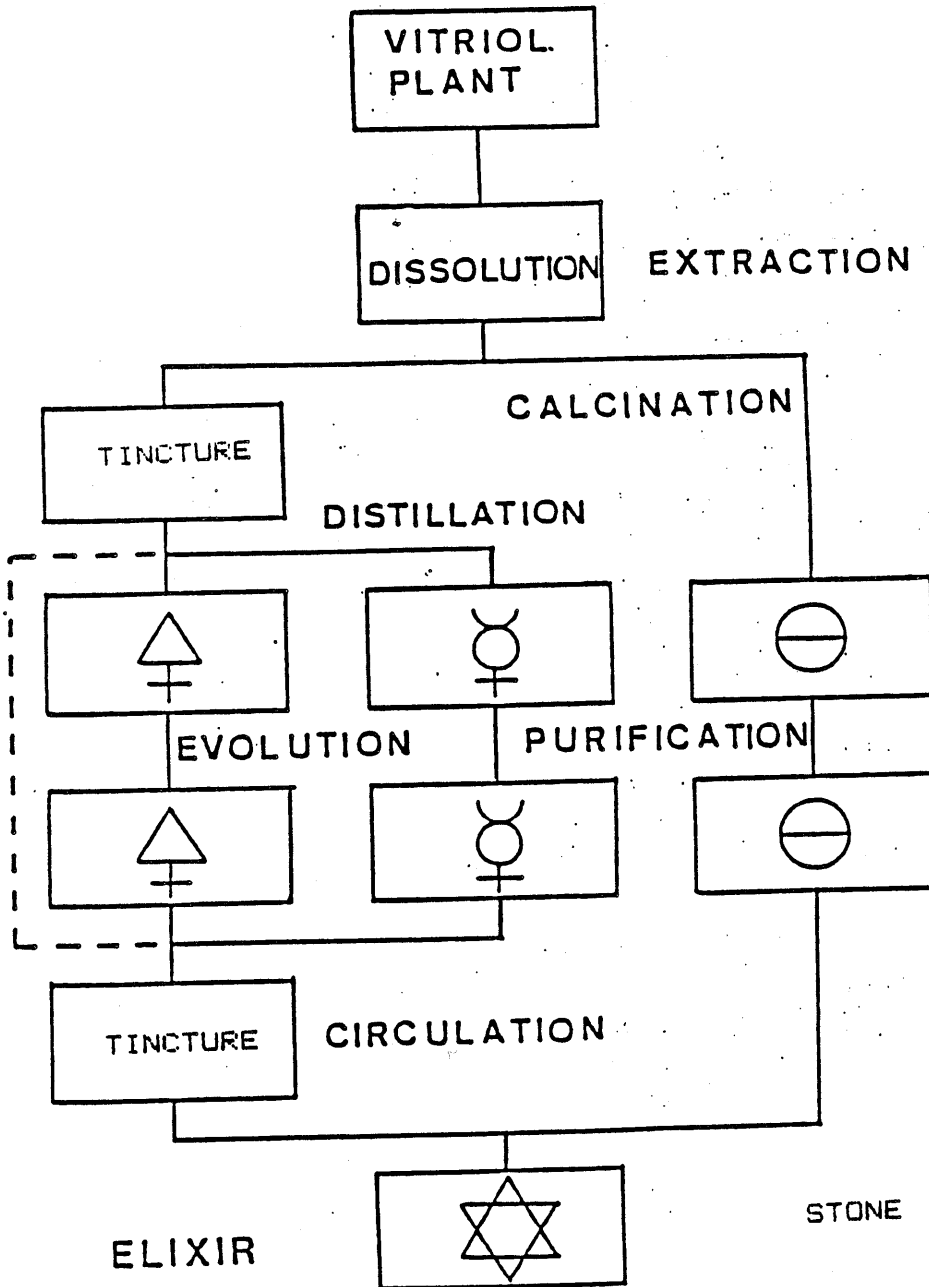 VITRIOL.
PLANT
DISSOLUTION
EXTRACTION
CALCINATION
TINCTURE
DISTILLATION
EVOLUTION
PURIFICATION
TINCTURE
CIRCULATION
STONE
ELIXIR